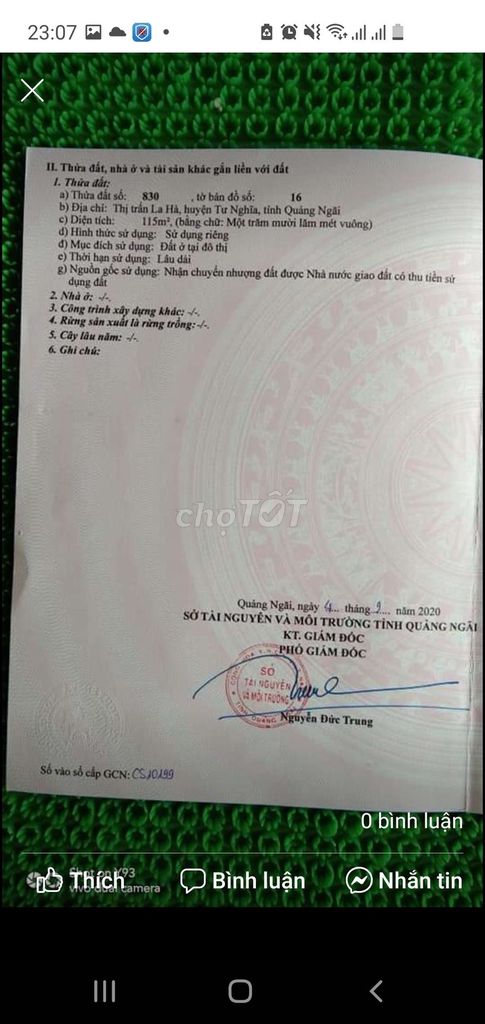 23:07
II. Thửa đất, nhà ở và tài sản khác gắn liền với đất
1. Thửa đất:
a) Thửa đất số: 830 , tờ bản đồ số: 16
b) Địa chỉ: Thị trấn La Hà, huyện Tư Nghĩa, tỉnh Quảng Ngãi
c) Diện tích: 115m², (bằng chữ: Một trăm mười lăm mét vuông)
d) Hình thức sử dụng: Sử dụng riêng
đ) Mục đích sử dụng: Đất ở tại đô thị
e) Thời hạn sử dụng: Lâu dài
g) Nguồn gốc sử dụng: Nhận chuyển nhượng đất được Nhà nước giao đất có thu tiền sử
dụng đất
2. Nhà ở: -/-.
3. Công trình xây dựng khác: -/-.
4. Rừng sản xuất là rừng trồng: -/-.
5. Cây lâu năm: -/-.
6. Ghi chú:
chợTỐT
Quảng Ngãi, ngày 4... tháng 9.... năm 2020
SỞ TÀI NGUYÊN VÀ MÔI TRƯỜNG TỈNH QUẢNG NGÃI
KT. GIÁM ĐỐC
PHÓ GIÁM ĐỐC
SỞ
TÀI NGUYÊN
VÀ MÔI TRƯỜNG
Nguyễn Đức Trung
Số vào sổ cấp GCN: CS10199
0 bình luận
Shot on Y93
vivo dual camera
Thích Bình luận Nhắn tin